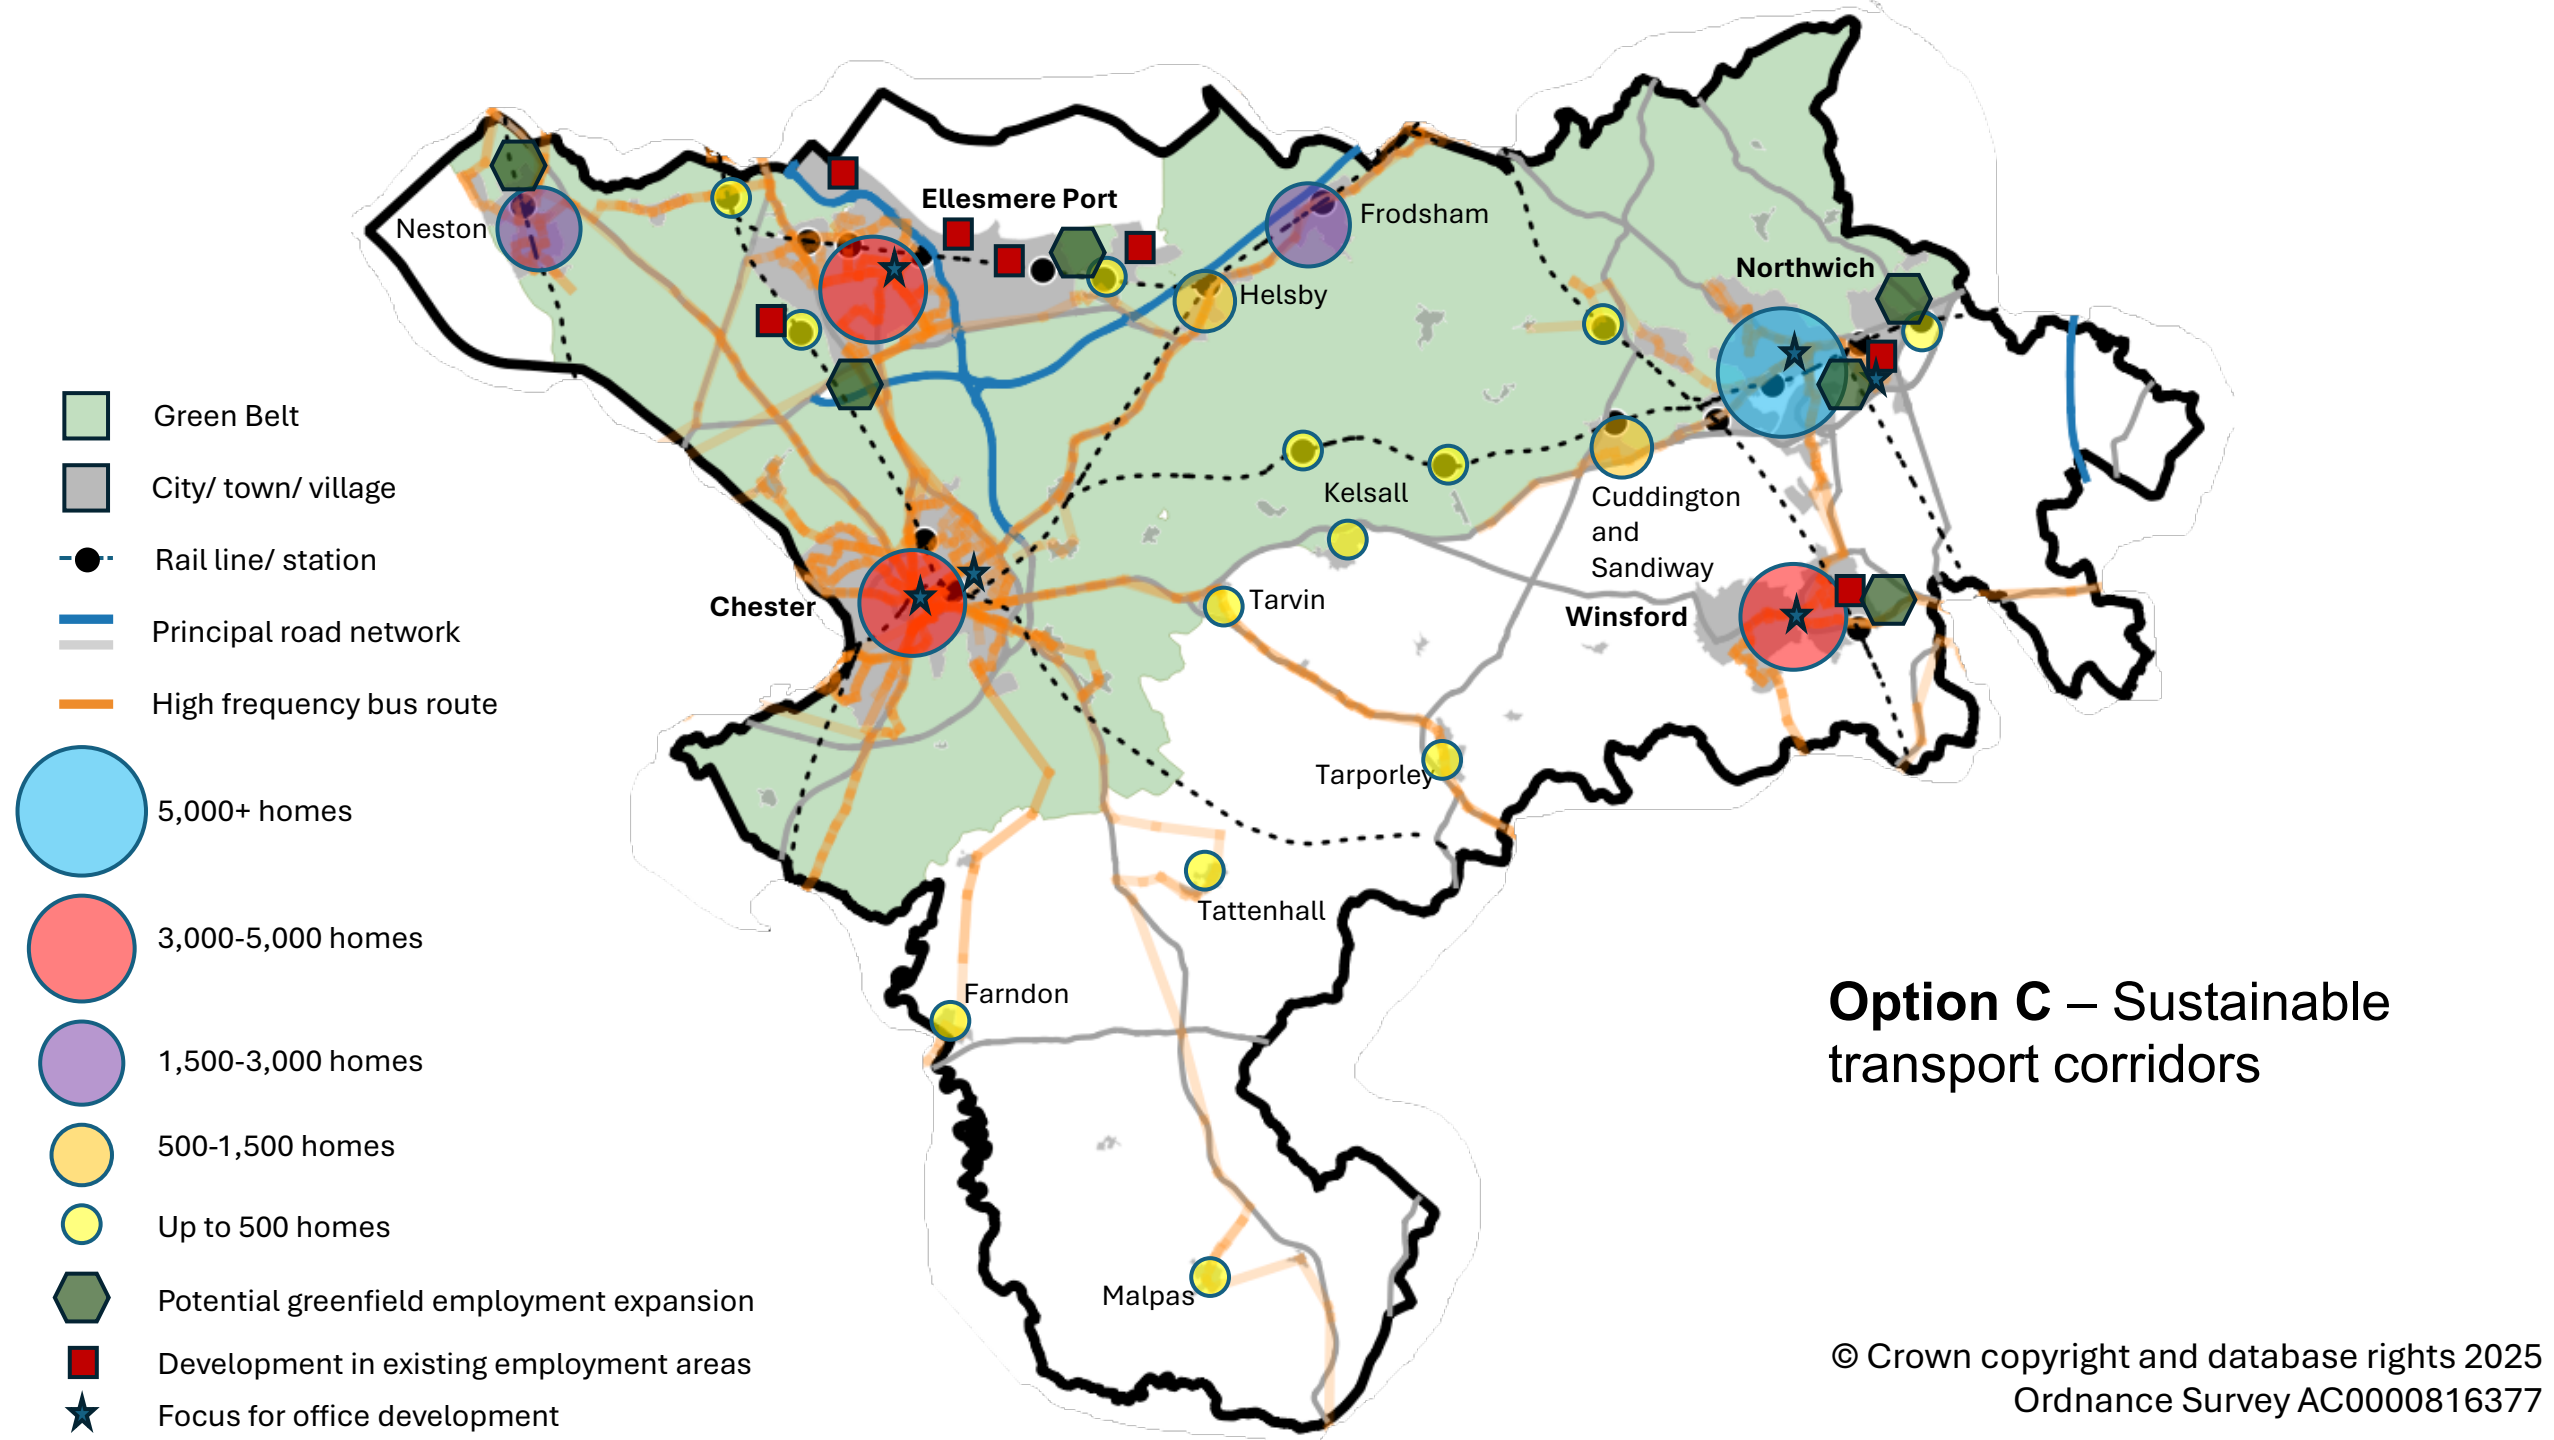 Ellesmere Port
Neston
Frodsham
Northwich
Helsby
Kelsall
Cuddington
and
Sandiway
Tarvin
Chester
Winsford
Tarporley
Tattenhall
Farndon
Malpas
Green Belt
City/ town/ village
Rail line/ station
Principal road network
High frequency bus route
5,000+ homes
3,000-5,000 homes
1,500-3,000 homes
500-1,500 homes
Up to 500 homes
Potential greenfield employment expansion
Development in existing employment areas
Focus for office development
Option C – Sustainable
transport corridors
© Crown copyright and database rights 2025
Ordnance Survey AC0000816377